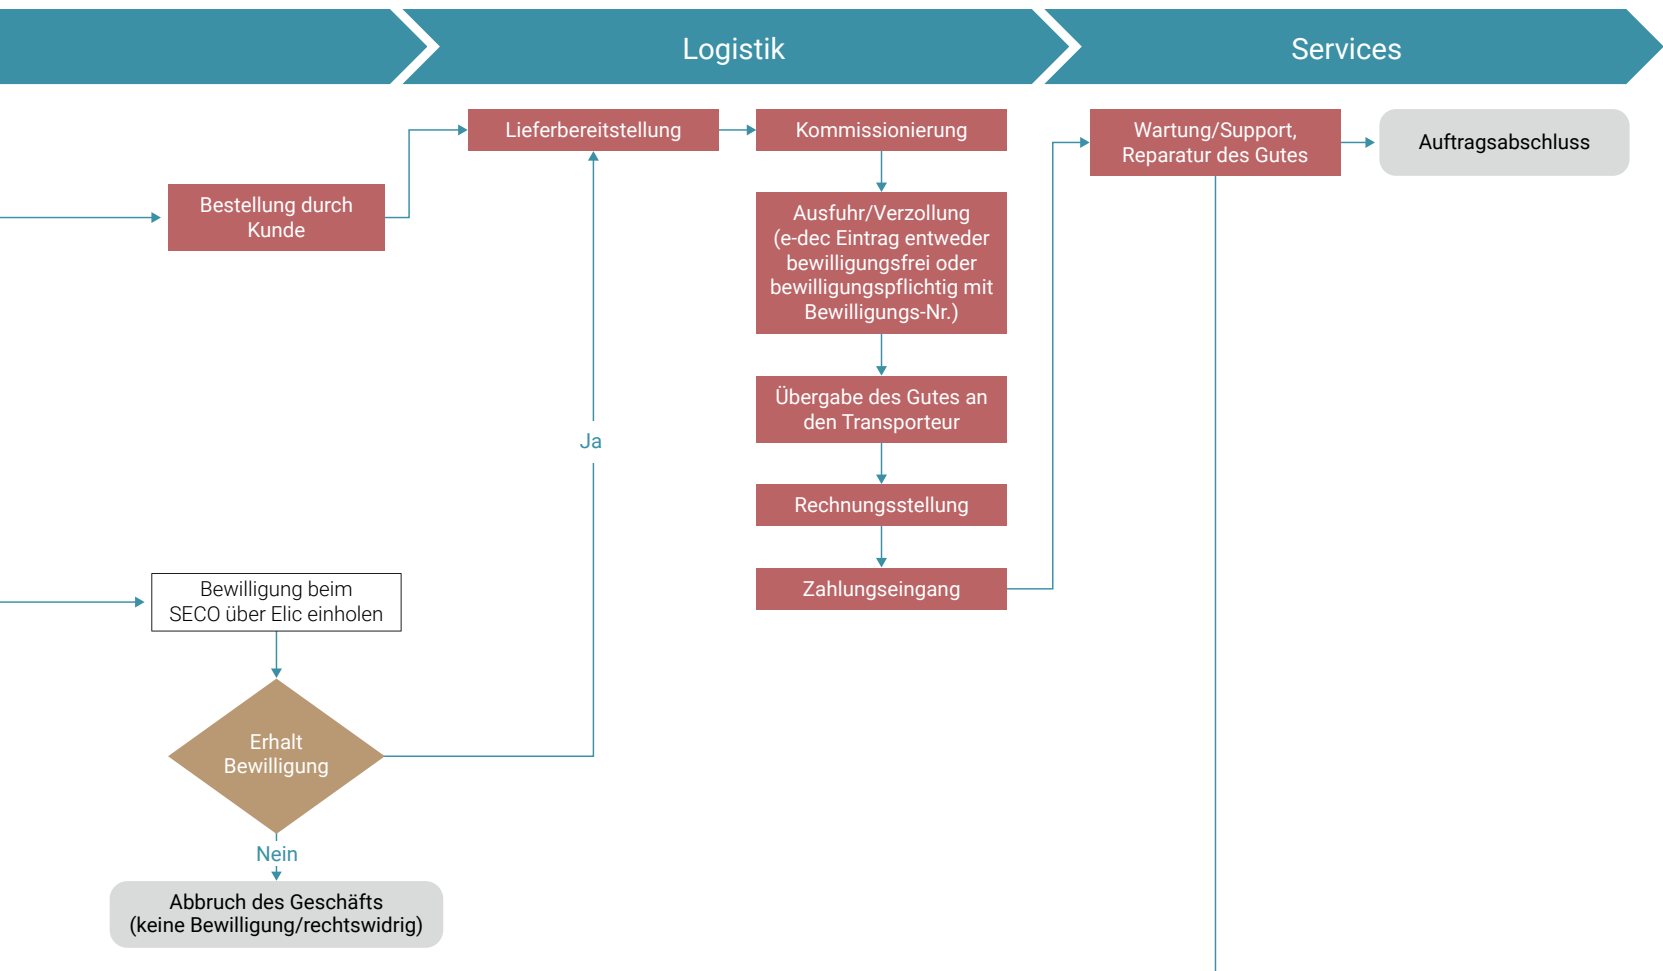 Logistik
Services
Lieferbereitstellung
Kommissionierung
Wartung/Support,
Reparatur des Gutes
Auftragsabschluss
Bestellung durch
Kunde
Ausfuhr/Verzollung
(e-dec Eintrag entweder
bewilligungsfrei oder
bewilligungspflichtig mit
Bewilligungs-Nr.)
Übergabe des Gutes an
den Transporteur
Ja
Rechnungsstellung
Zahlungseingang
Bewilligung beim
SECO über Elic einholen
Erhalt
Bewilligung
Nein
Abbruch des Geschäfts
(keine Bewilligung/rechtswidrig)